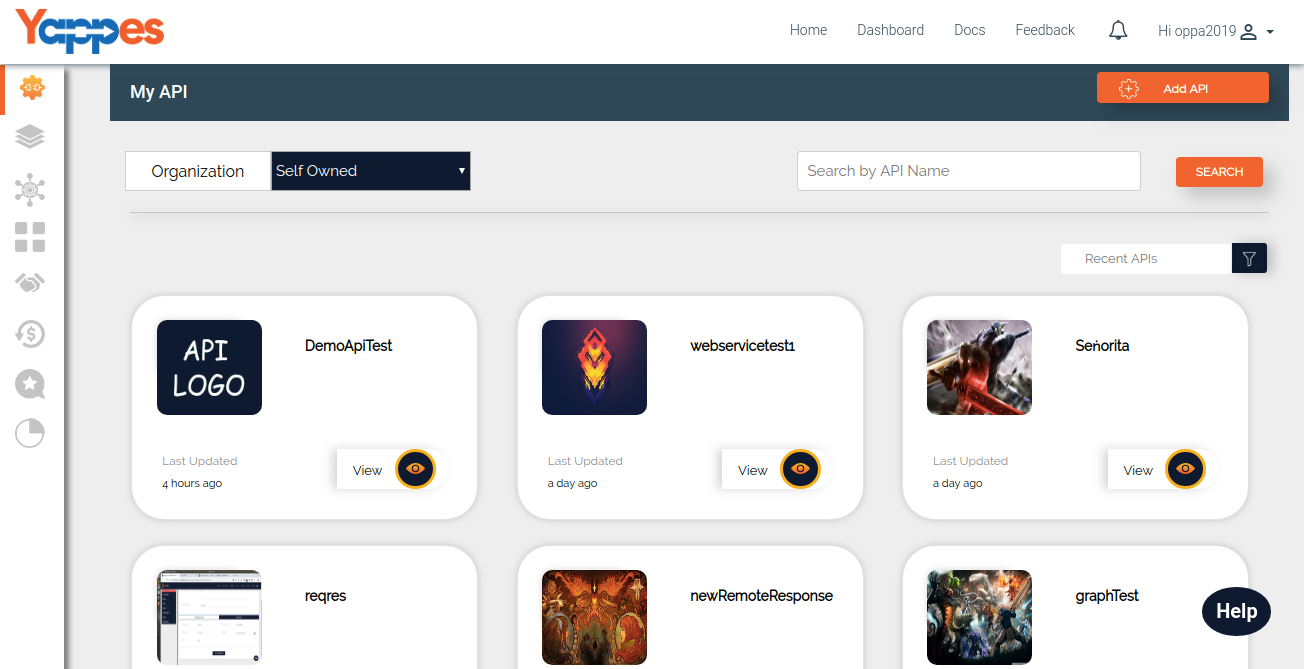 Yappes
Home Dashboard Docs Feedback Hi oppa2019
My API
Add API
Organization Self Owned
Search by API Name
SEARCH
Recent APIs
API
LOGO
DemoApiTest
Last Updated
4 hours ago
View
webservicetest1
Last Updated
a day ago
View
Señorita
Last Updated
a day ago
View
reqres
newRemoteResponse
graphTest
Help